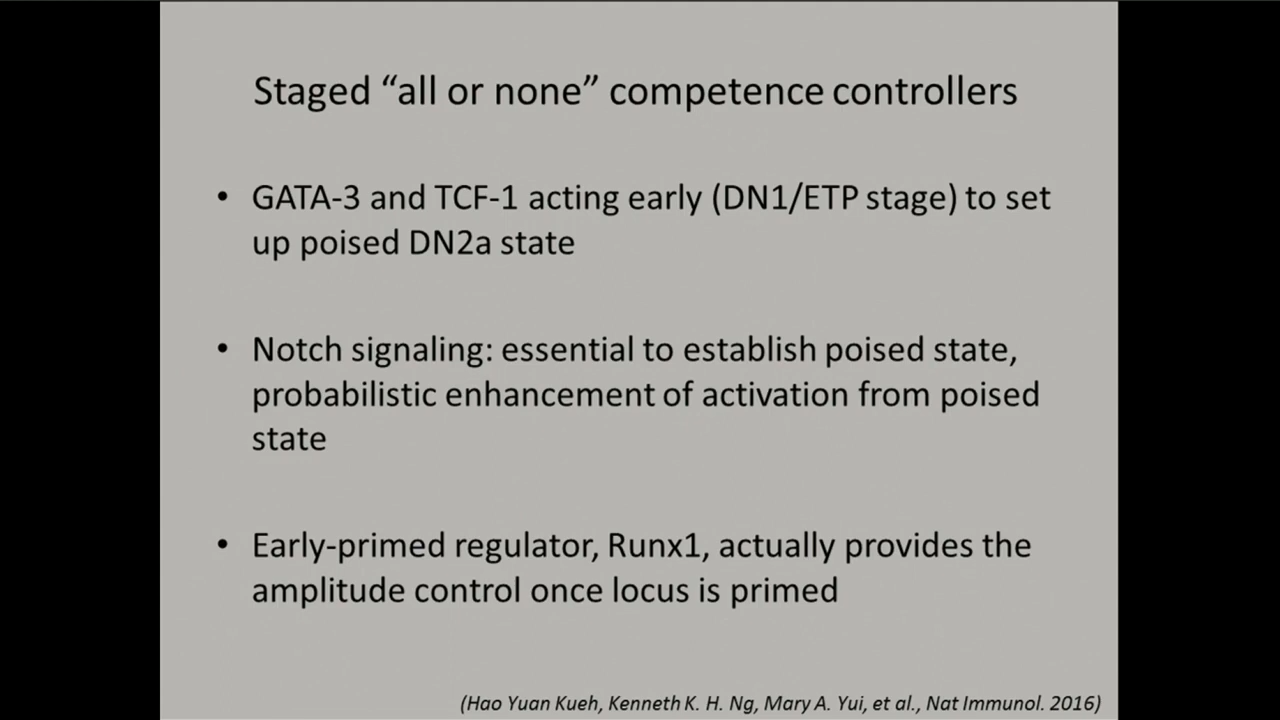 Staged “all or none” competence controllers
• GATA-3 and TCF-1 acting early (DN1/ETP stage) to set
up poised DN2a state
• Notch signaling: essential to establish poised state,
probabilistic enhancement of activation from poised
state
• Early-primed regulator, Runx1, actually provides the
amplitude control once locus is primed
(Hao Yuan Kueh, Kenneth K. H. Ng, Mary A. Yui, et al., Nat Immunol. 2016)